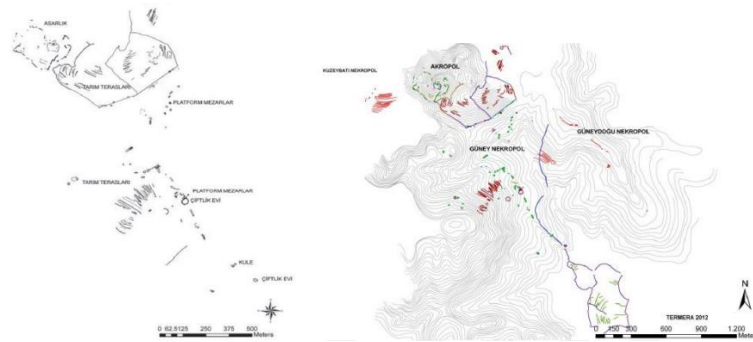 ASARLIK
TARIM TERASLARI
PLATFORM MEZARLAR
TARIM TERASLARI
PLATFORM MEZARLAR
ÇİFTLİK EVİ
KULE
ÇİFTLİK EVİ
0 62,5125 250 375 500
Meters
KUZEYBATI NEKROPOL
AKROPOL
GÜNEYDOĞU NEKROPOL
GÜNEY NEKROPOL
N
TERMERA 2012
0 150 300 600 900 1.200
Meters